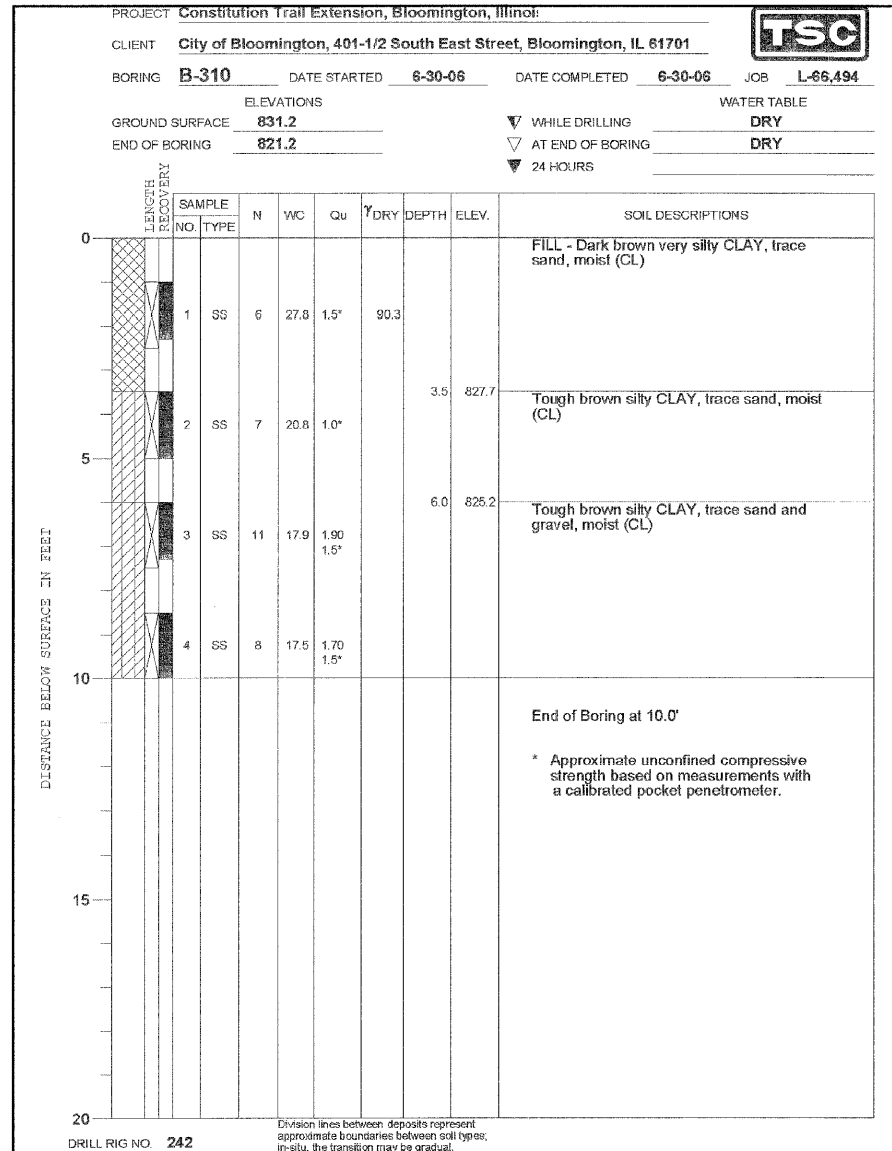 PROJECT Constitution Trail Extension, Bloomington, Illinoi
TSC
CLIENT City of Bloomington, 401-1/2 South East Street, Bloomington, IL 61701
BORING B-310 DATE STARTED 6-30-06 DATE COMPLETED 6-30-06 JOB L-66,494
ELEVATIONS WATER TABLE
GROUND SURFACE 831.2 WHILE DRILLING DRY
END OF BORING 821.2 AT END OF BORING DRY
24 HOURS
LENGTH
RECOVERY
SAMPLE
NO. TYPE N WC Qu γDRY DEPTH ELEV. SOIL DESCRIPTIONS
0
FILL - Dark brown very silty CLAY, trace
sand, moist (CL)
1 SS 6 27.8 1.5* 90.3
3.5 827.7
Tough brown silty CLAY, trace sand, moist
(CL)
2 SS 7 20.8 1.0*
5
6.0 825.2
Tough brown silty CLAY, trace sand and
gravel, moist (CL)
3 SS 11 17.9 1.90
1.5*
4 SS 8 17.5 1.70
1.5*
10
End of Boring at 10.0'
* Approximate unconfined compressive
strength based on measurements with
a calibrated pocket penetrometer.
15
20
DISTANCE BELOW SURFACE IN FEET
DRILL RIG NO. 242
Division lines between deposits represent
approximate boundaries between soil types;
in-situ, the transition may be gradual.